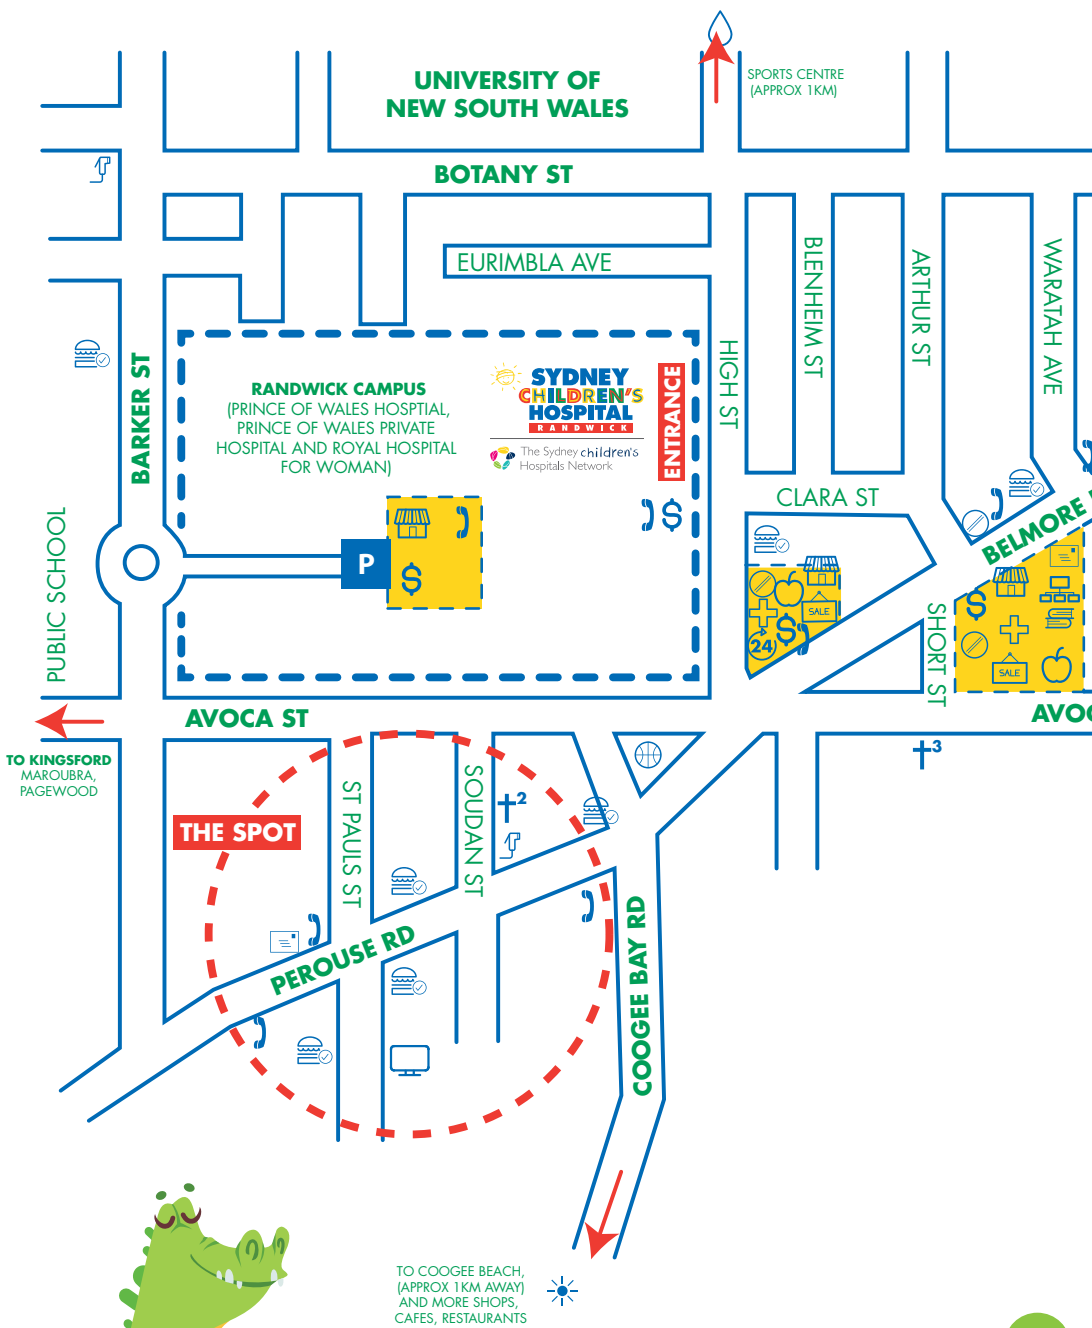 SPORTS CENTRE
(APPROX 1KM)
UNIVERSITY OF
NEW SOUTH WALES
BOTANY ST
EURIMBLA AVE
BLENHEIM ST
ARTHUR ST
WARATAH AVE
HIGH ST
BARKER ST
RANDWICK CAMPUS
(PRINCE OF WALES HOSPTIAL,
PRINCE OF WALES PRIVATE
HOSPITAL AND ROYAL HOSPITAL
FOR WOMAN)
SYDNEY
CHILDREN'S
HOSPITAL
RANDWICK
The Sydney children's
Hospitals Network
ENTRANCE
CLARA ST
BELMORE
PUBLIC SCHOOL
P
$
$
$
$
SALE
24
SHORT ST
SALE
AVOCA ST
AVOC
3
TO KINGSFORD
MAROUBRA,
PAGEWOOD
THE SPOT
ST PAULS ST
SOUDAN ST
2
PEROUSE RD
COOGEE BAY RD
TO COOGEE BEACH,
(APPROX 1KM AWAY)
AND MORE SHOPS,
CAFES, RESTAURANTS